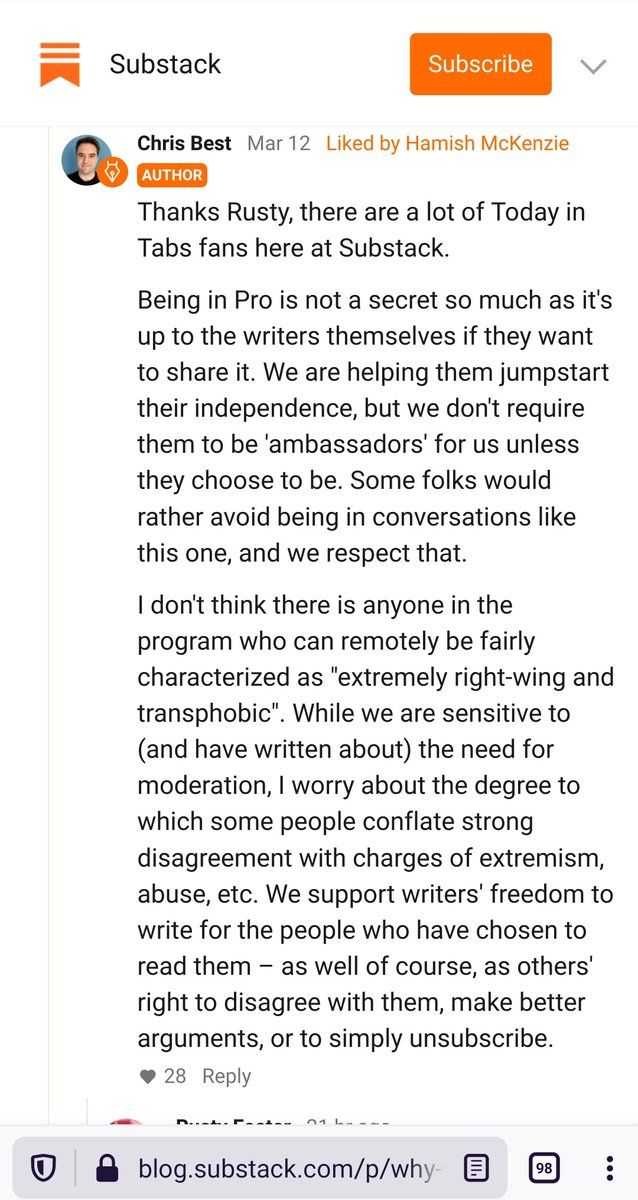 Substack
Subscribe
Chris Best Mar 12 Liked by Hamish McKenzie
AUTHOR
Thanks Rusty, there are a lot of Today in
Tabs fans here at Substack.
Being in Pro is not a secret so much as it's
up to the writers themselves if they want
to share it. We are helping them jumpstart
their independence, but we don't require
them to be 'ambassadors' for us unless
they choose to be. Some folks would
rather avoid being in conversations like
this one, and we respect that.
I don't think there is anyone in the
program who can remotely be fairly
characterized as "extremely right-wing and
transphobic". While we are sensitive to
(and have written about) the need for
moderation, I worry about the degree to
which some people conflate strong
disagreement with charges of extremism,
abuse, etc. We support writers' freedom to
write for the people who have chosen to
read them – as well of course, as others'
right to disagree with them, make better
arguments, or to simply unsubscribe.
28 Reply
Rusty Foster 21 hr ago
blog.substack.com/p/why-
98